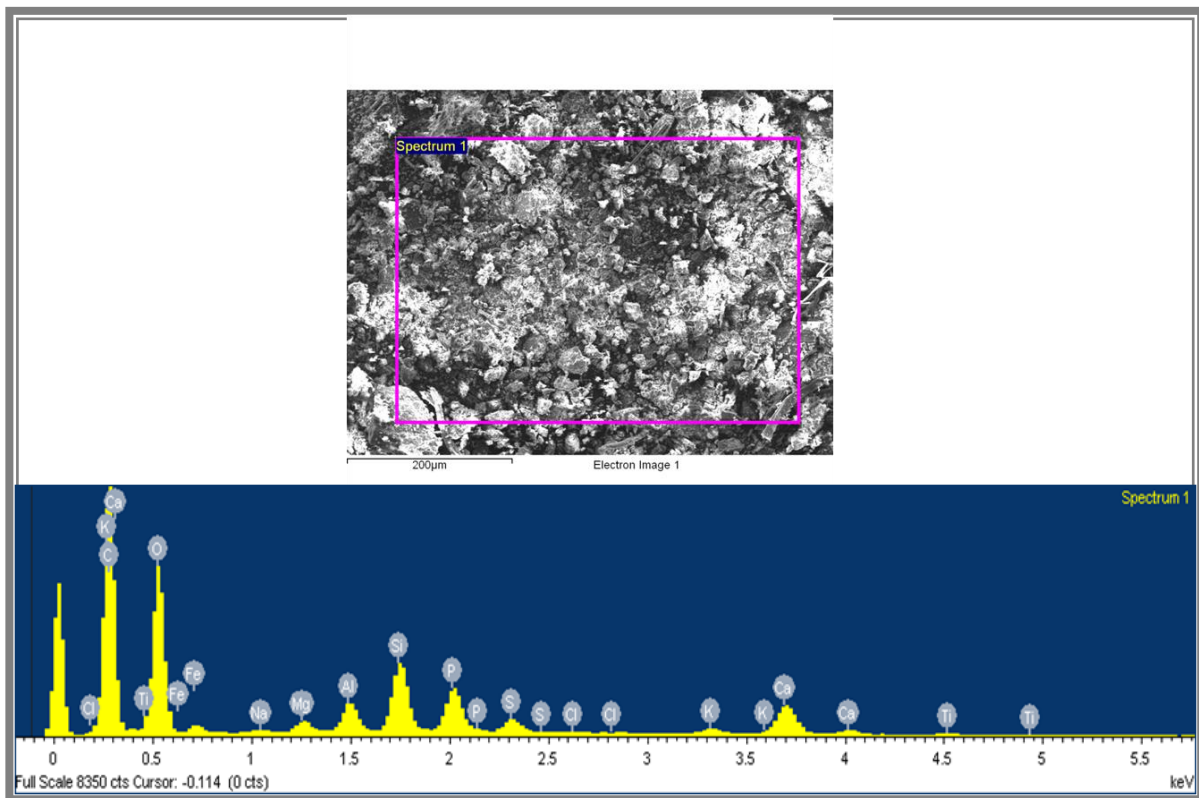 Spectrum 1
200µm Electron Image 1
Spectrum 1
Ca
K
C O
Cl Ti Fe Fe Na Mg Al Si P P S S Cl Cl K K Ca Ca Ti Ti
0 0.5 1 1.5 2 2.5 3 3.5 4 4.5 5 5.5
Full Scale 8350 cts Cursor: -0.114 (0 cts) keV